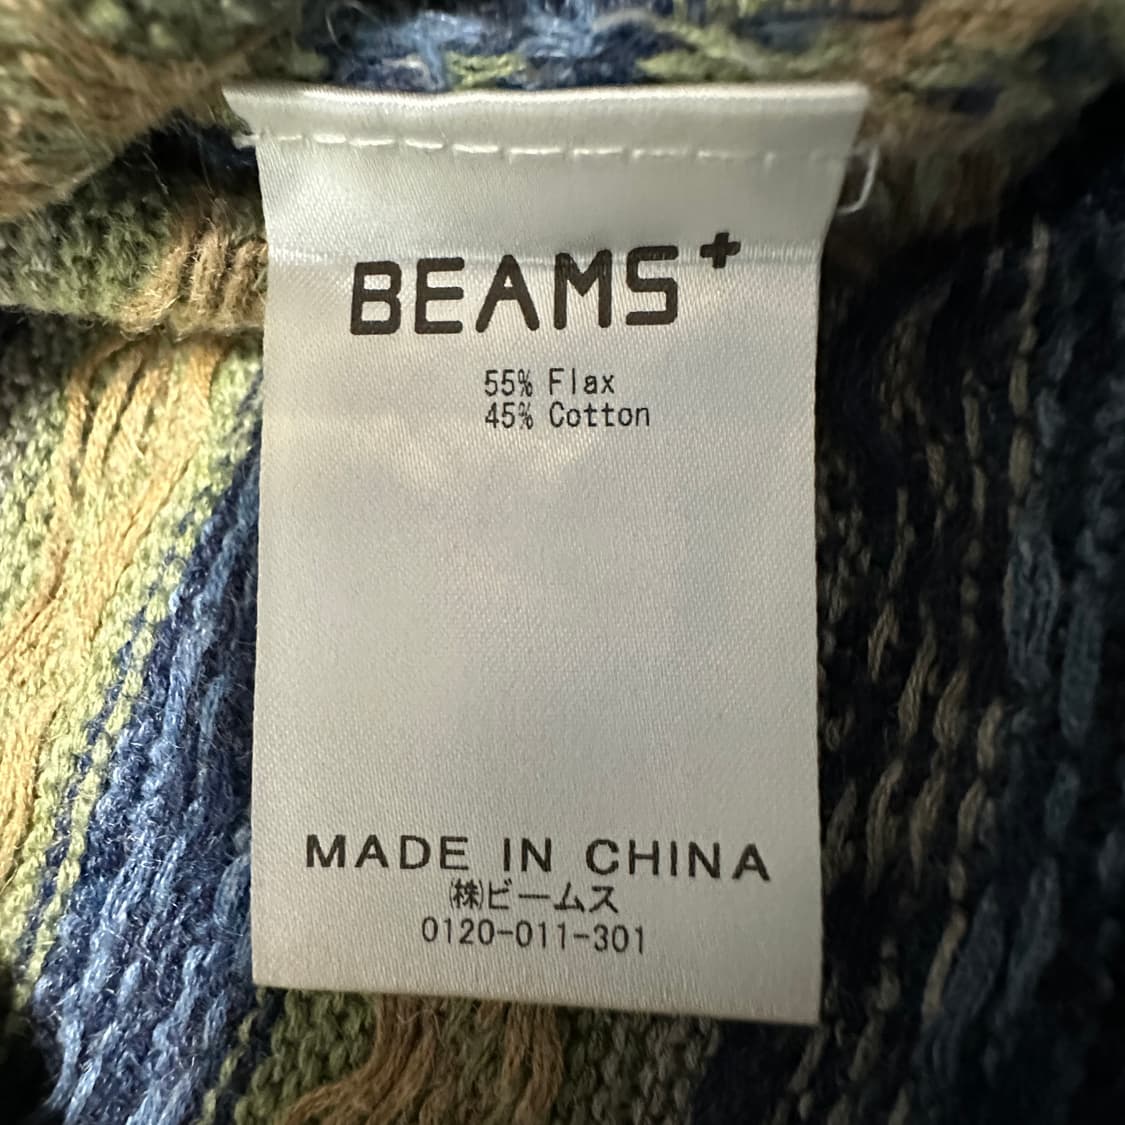 BEAMS+
55% Flax
45% Cotton
MADE IN CHINA
㈱ビームス
0120-011-301